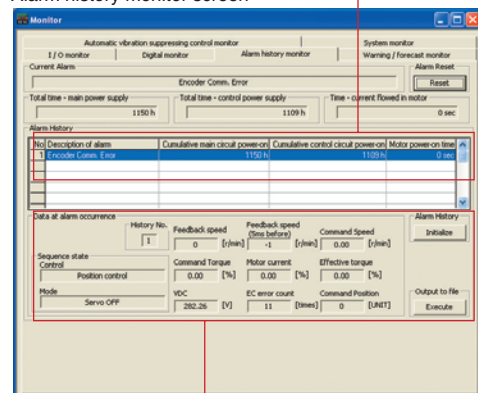 Alarm history monitor screen
Monitor
Automatic vibration suppressing control monitor
System monitor
I / O monitor
Digital monitor
Alarm history monitor
Warning / forecast monitor
Current Alarm
Alarm Reset
Encoder Comm. Error
Reset
Total time - main power supply
Total time - control power supply
Time - current flowed in motor
1150 h
1109 h
0 sec
Alarm History
No Description of alarm Cumulative main circuit power-on Cumulative control circuit power-on Motor power-on time
1 Encoder Comm. Error 1150 h 1109 h 0 sec
Data at alarm occurrence
Alarm History
History No.
1
Feedback speed
0 [r/min]
Feedback speed
(5ms before)
-1 [r/min]
Command Speed
0.00 [r/min]
Initialize
Sequence state
Control
Position control
Command Torque
0.00 [%]
Motor current
0.00 [%]
Effective torque
0.00 [%]
Mode
Servo OFF
VDC
282.26 [V]
EC error count
11 [times]
Command Position
0 [UNIT]
Output to file
Execute